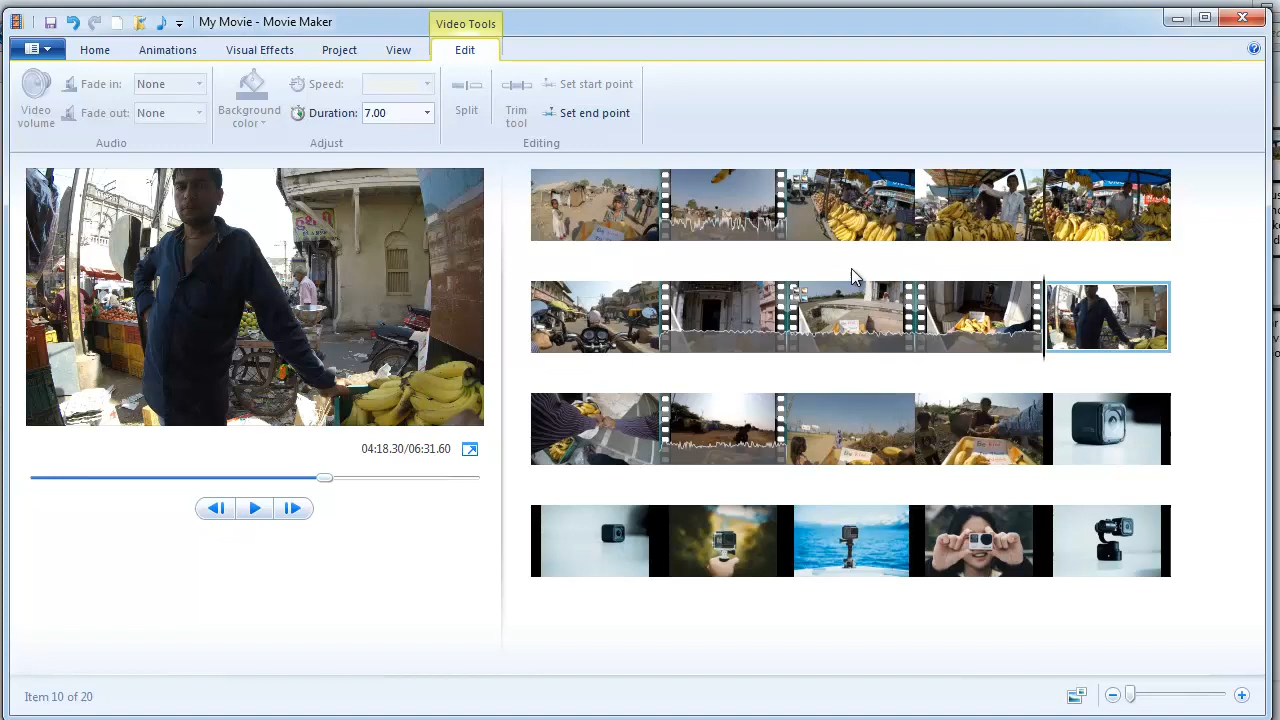 My Movie - Movie Maker
Video Tools
Home
Animations
Visual Effects
Project
View
Edit
Video volume
Fade in: None
Fade out: None
Audio
Background color
Speed:
Duration: 7.00
Adjust
Split
Trim tool
Set start point
Set end point
Editing
04:18.30/06:31.60
Item 10 of 20